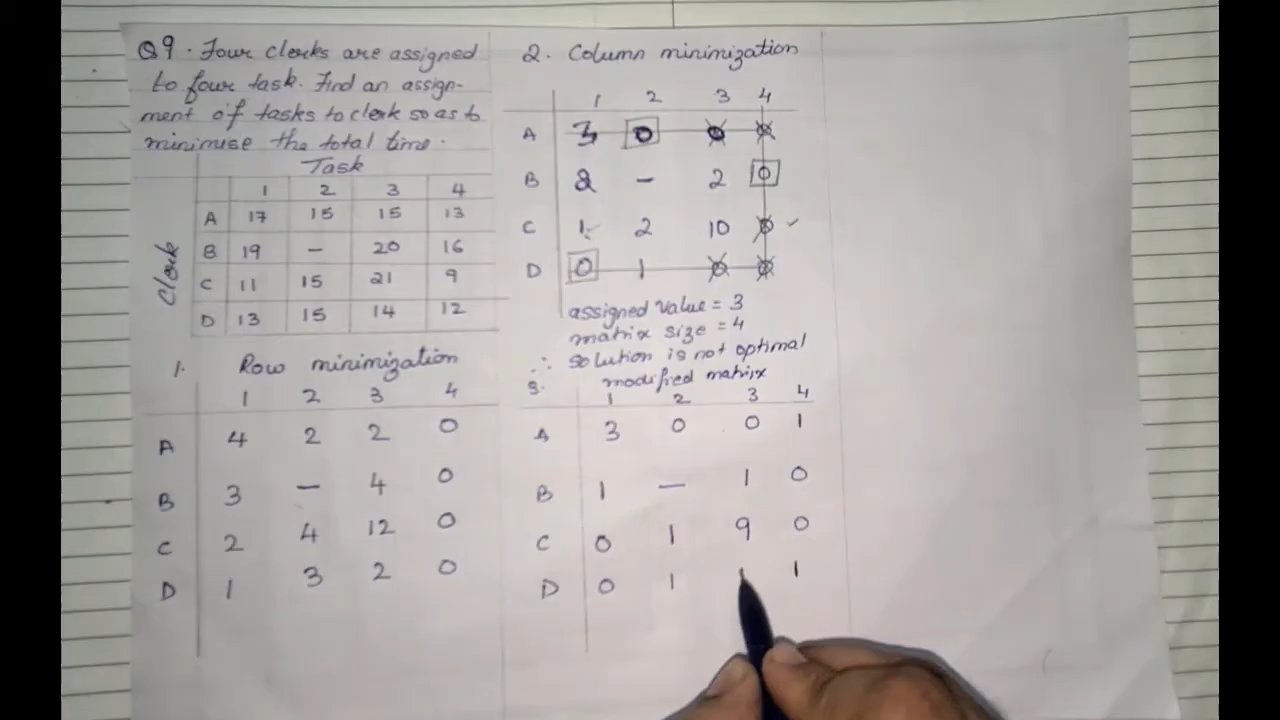 Q9. Four clerks are assigned
to four task. Find an assign-
ment of tasks to clerk so as to
minimise the total time.
Task
1 2 3 4
Clerk
A 17 15 15 13
B 19 — 20 16
C 11 15 21 9
D 13 15 14 12
1. Row minimization
1 2 3 4
A 4 2 2 0
B 3 — 4 0
C 2 4 12 0
D 1 3 2 0
2. Column minimization
1 2 3 4
A 3 0 0 0
B 2 - 2 0
C 1 2 10 0
D 0 1 0 0
assigned value = 3
matrix size = 4
∴ solution is not optimal
3. modified matrix
1 2 3 4
A 3 0 0 1
B 1 — 1 0
C 0 1 9 0
D 0 1 1